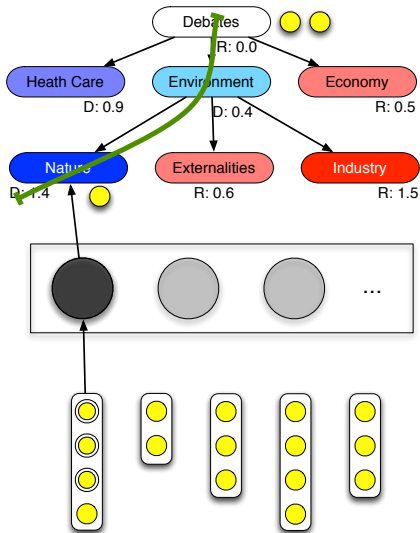 Debates
R: 0.0
Heath Care
Environment
Economy
D: 0.9
D: 0.4
R: 0.5
Nature
Externalities
Industry
D: 1.4
R: 0.6
R: 1.5
...